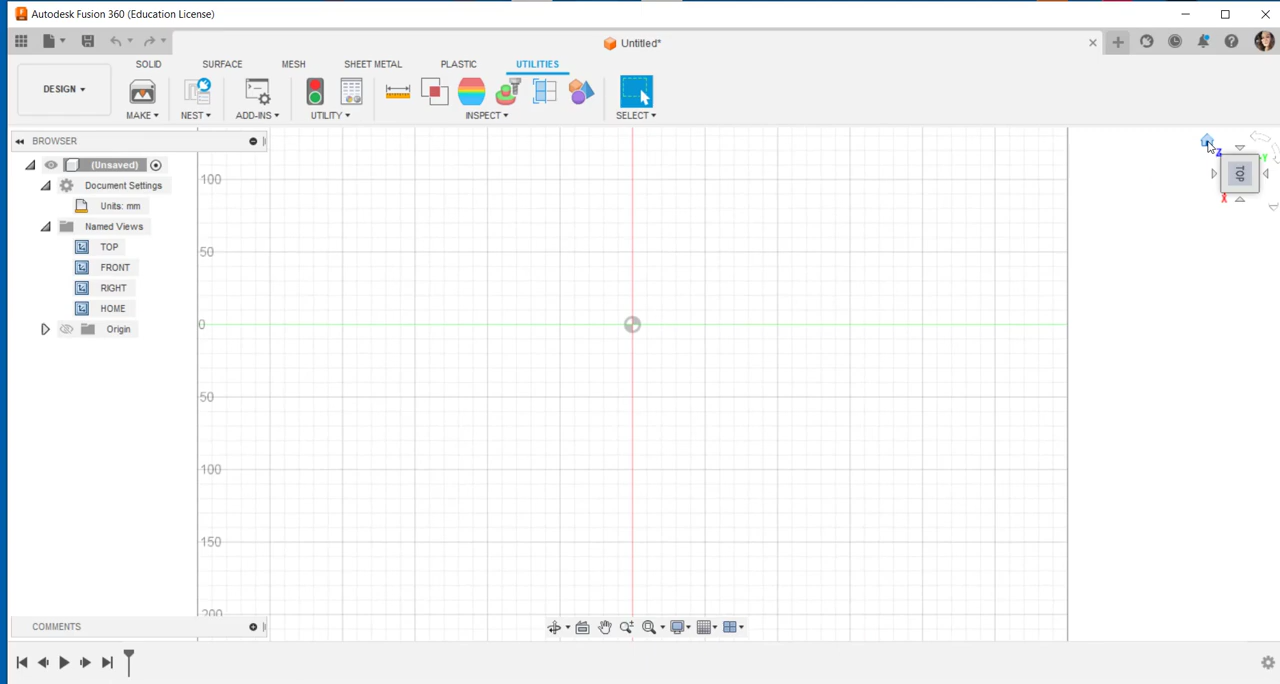 Autodesk Fusion 360 (Education License)
Untitled*
SOLID SURFACE MESH SHEET METAL PLASTIC UTILITIES
DESIGN
MAKE NEST ADD-INS UTILITY INSPECT SELECT
BROWSER
(Unsaved)
Document Settings
Units: mm
Named Views
TOP
FRONT
RIGHT
HOME
Origin
100
50
0
50
100
150
200
Z
Y
TOP
X
COMMENTS